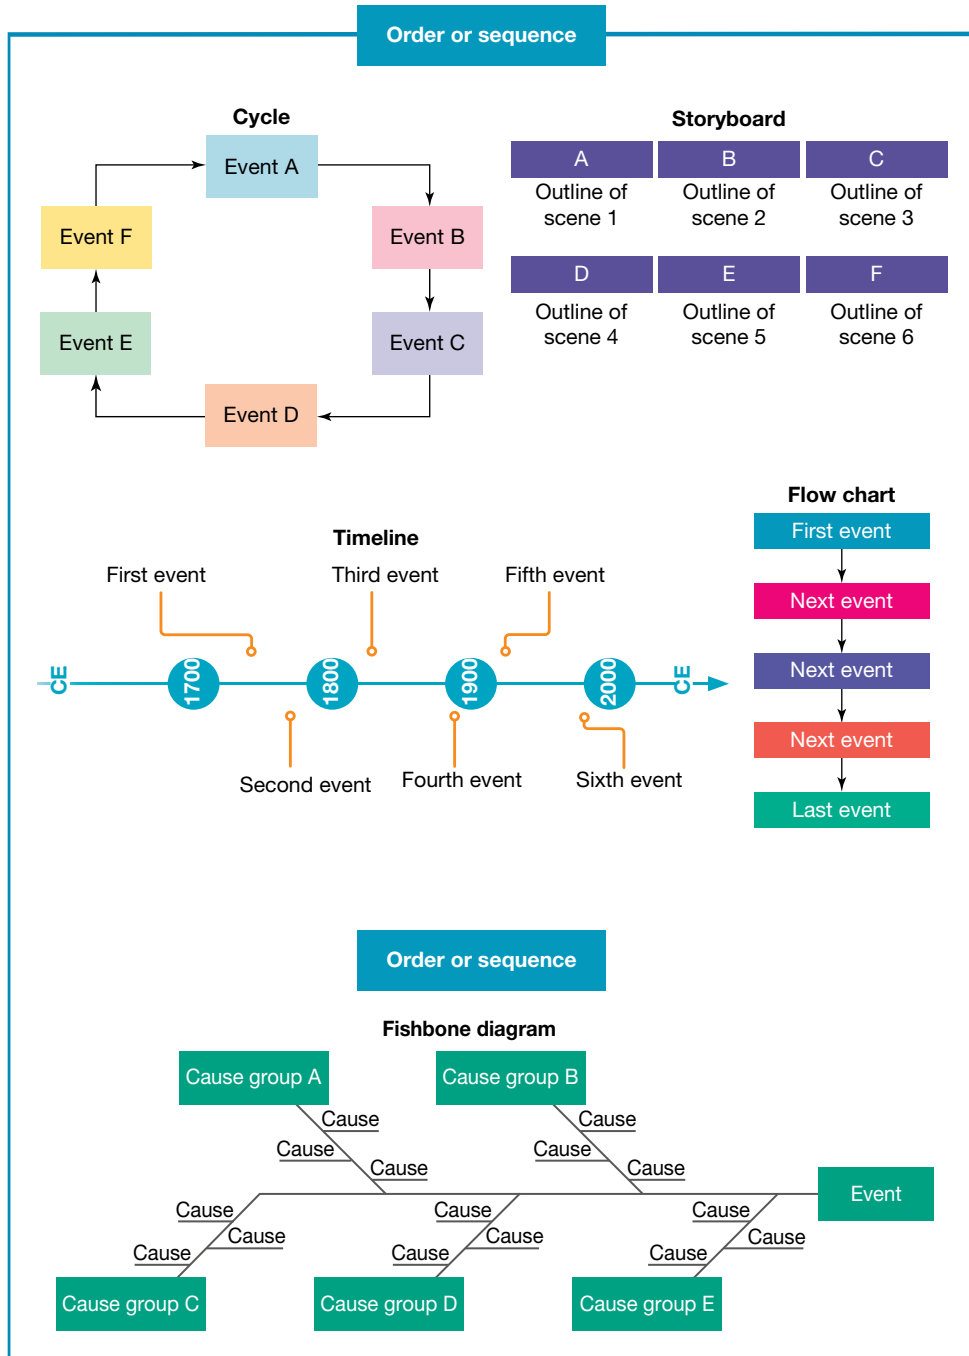 Order or sequence
Cycle
Event A
Event B
Event C
Event D
Event E
Event F
Storyboard
A
B
C
Outline of
scene 1
Outline of
scene 2
Outline of
scene 3
D
E
F
Outline of
scene 4
Outline of
scene 5
Outline of
scene 6
Timeline
First event
Third event
Fifth event
CE
1700
1800
1900
2000
CE
Second event
Fourth event
Sixth event
Flow chart
First event
Next event
Next event
Next event
Last event
Order or sequence
Fishbone diagram
Cause group A
Cause group B
Cause
Cause
Cause
Cause
Cause
Cause
Event
Cause
Cause
Cause
Cause
Cause
Cause
Cause
Cause
Cause
Cause group C
Cause group D
Cause group E